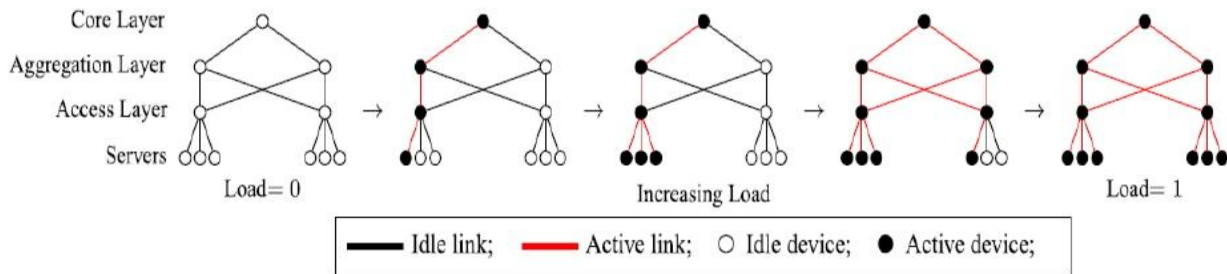 Core Layer
Aggregation Layer
Access Layer
→ → → →
Servers
Load= 0 Increasing Load Load= 1
Idle link; Active link; Idle device; Active device;